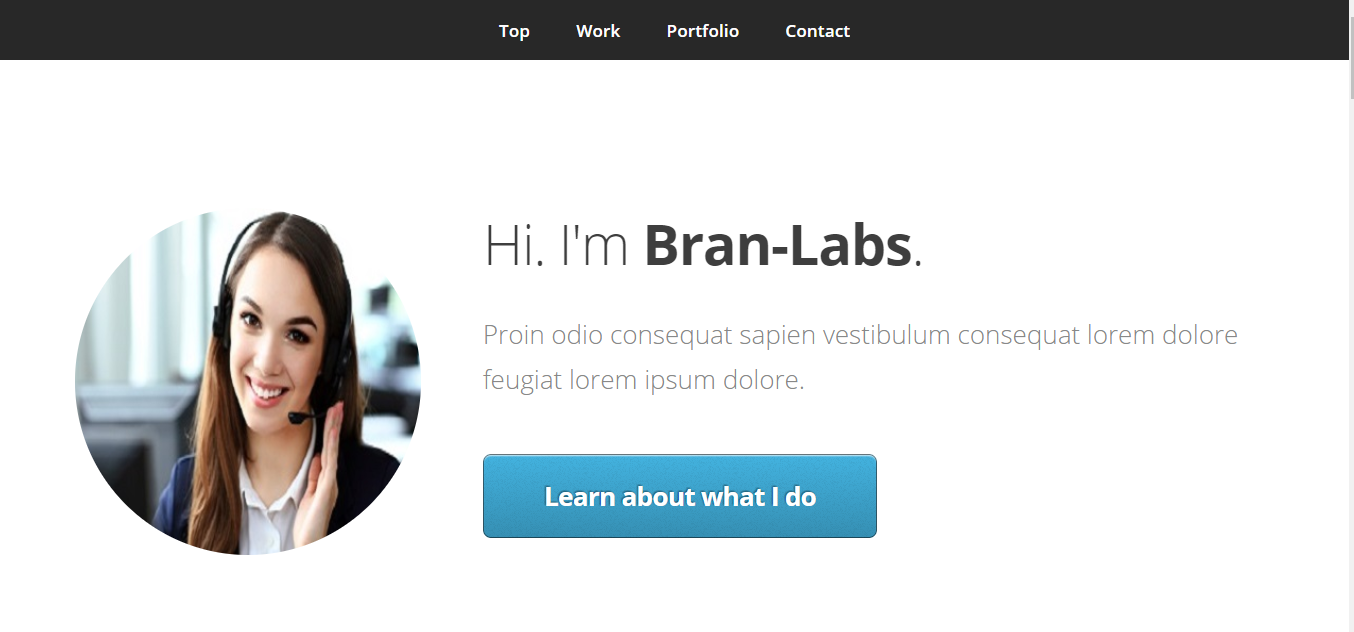 Top Work Portfolio Contact
Hi. I'm Bran-Labs.
Proin odio consequat sapien vestibulum consequat lorem dolore
feugiat lorem ipsum dolore.
Learn about what I do